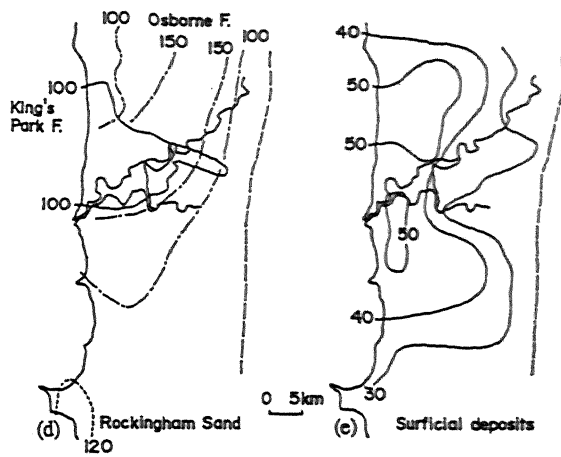 100 Osborne F.
150
150 100
100
King's
Park F.
100
(d)
120
Rockingham Sand
0 5km
40
50
50
50
40
30
(e)
Surficial deposits